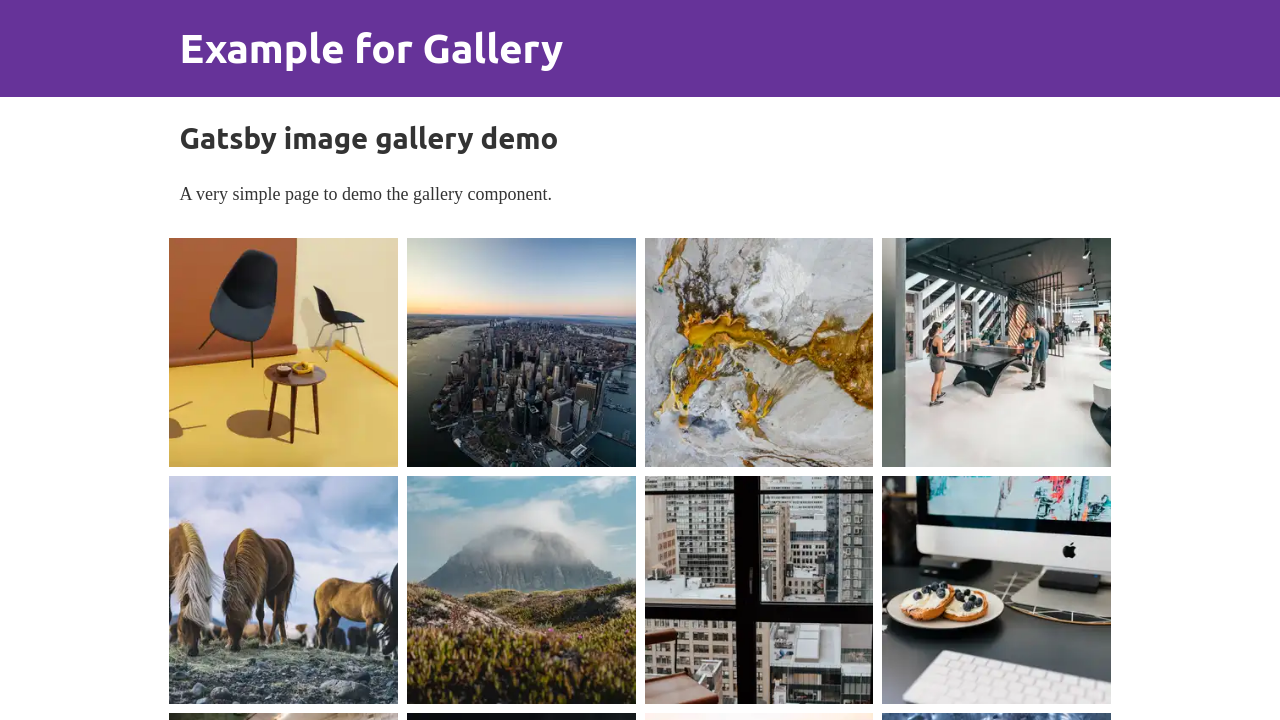 Example for Gallery
Gatsby image gallery demo
A very simple page to demo the gallery component.